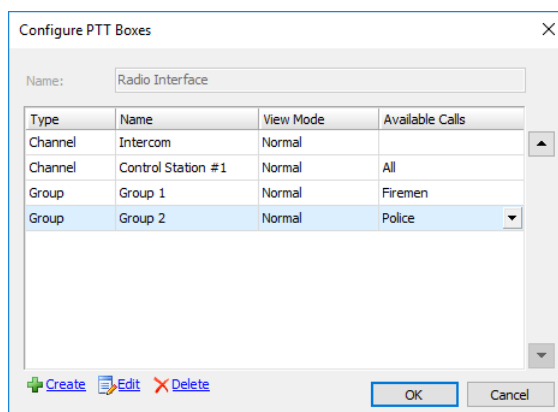 Configure PTT Boxes
Name: Radio Interface
Type Name View Mode Available Calls
Channel Intercom Normal
Channel Control Station #1 Normal All
Group Group 1 Normal Firemen
Group Group 2 Normal Police
Create Edit Delete
OK Cancel